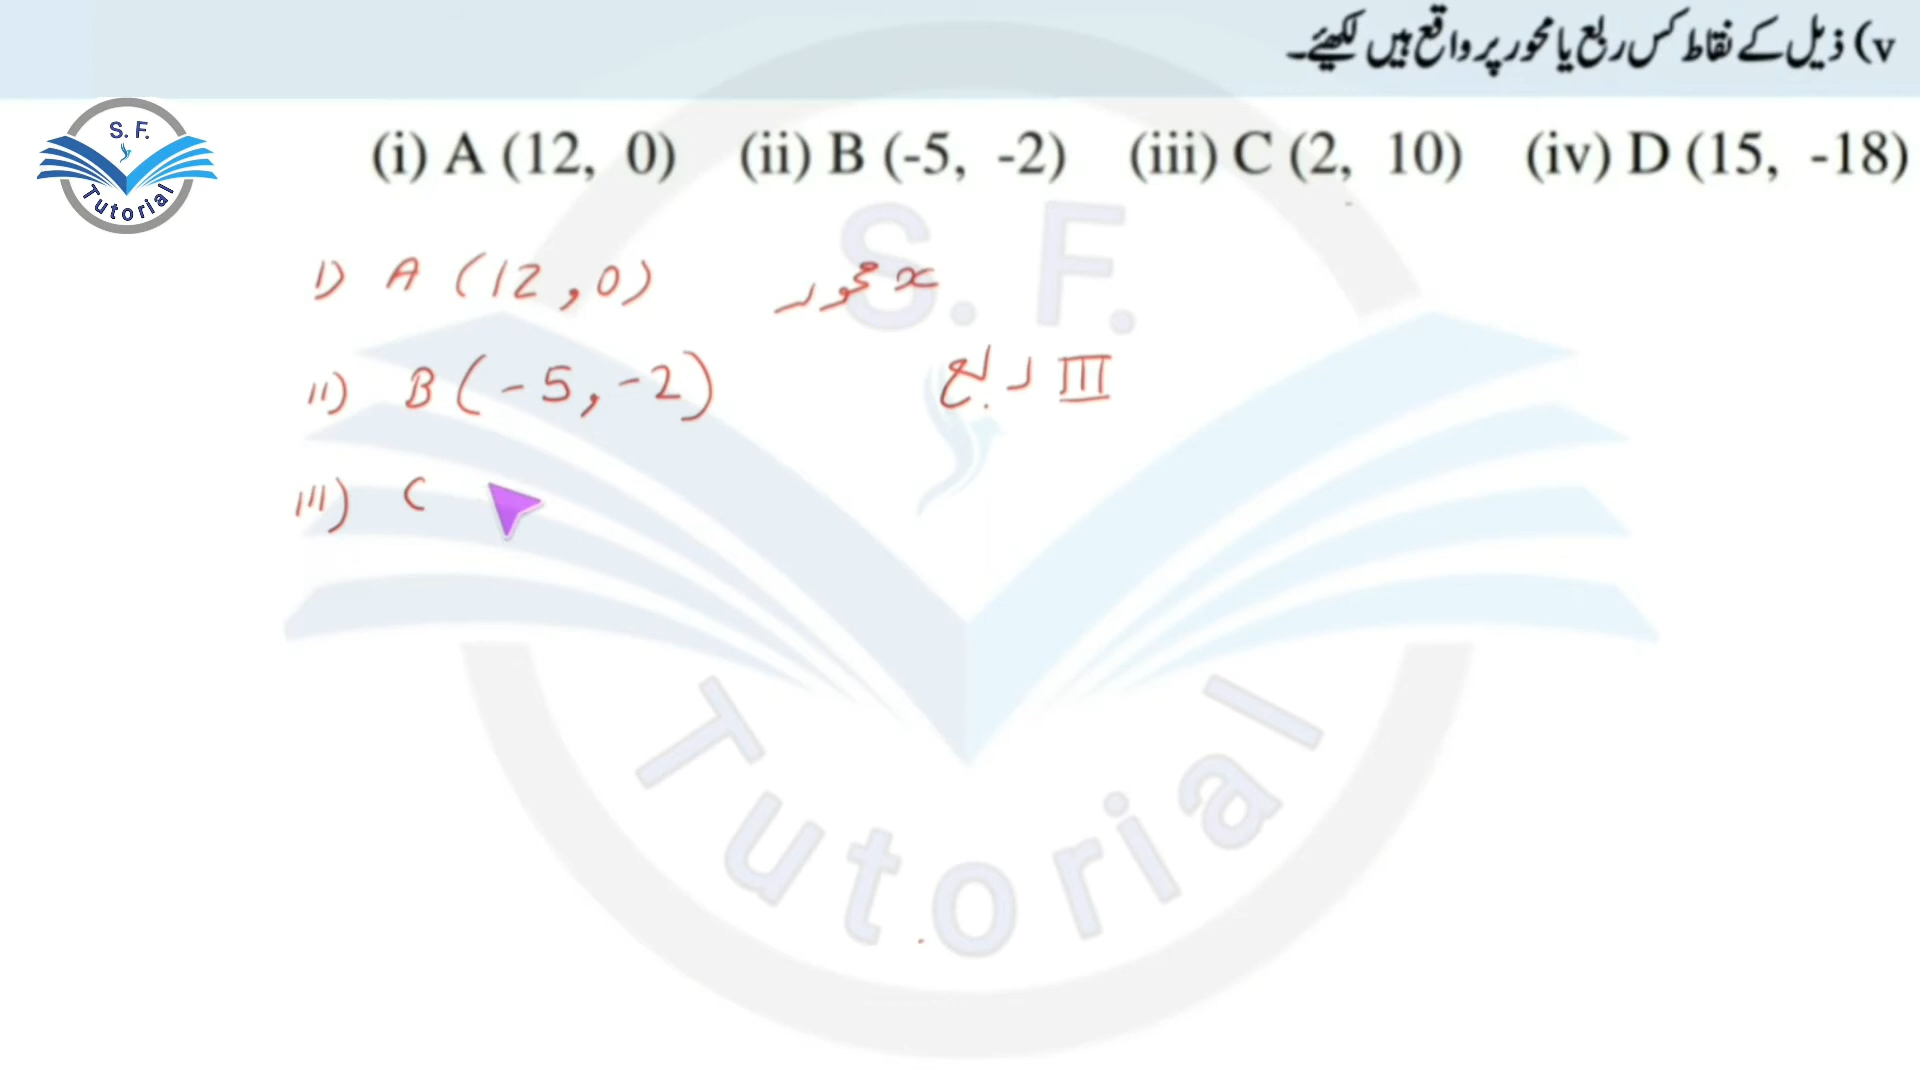 v) ذیل کے نقاط کس ربع یا محور پر واقع ہیں لکھیئے۔
S. F.
Tutorial
(i) A (12, 0) (ii) B (-5, -2) (iii) C (2, 10) (iv) D (15, -18)
S. F.
i) A (12, 0) x محور
ii) B (-5, -2) III ربع
iii) C
Tutorial